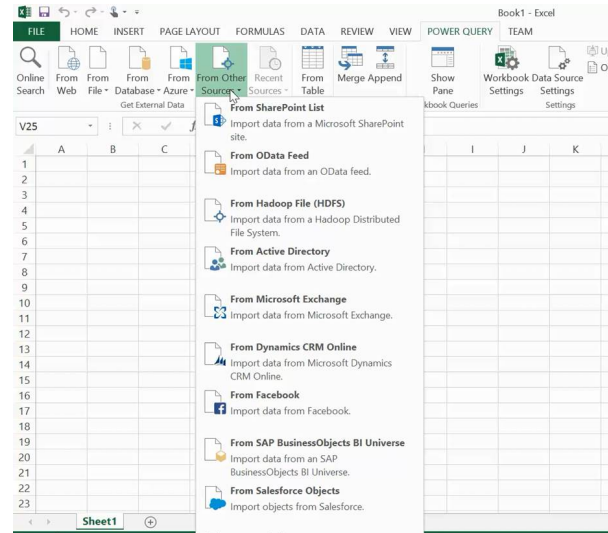 Book1 - Excel
FILE HOME INSERT PAGE LAYOUT FORMULAS DATA REVIEW VIEW POWER QUERY TEAM
Online Search
From Web
From File
From Database
From Azure
From Other Sources
Recent Sources
From Table
Merge Append
Show Pane
Workbook Settings
Data Source Settings
Get External Data
kbook Queries
Settings
V25
A B C I J K
From SharePoint List
Import data from a Microsoft SharePoint
site.
From OData Feed
Import data from an OData feed.
From Hadoop File (HDFS)
Import data from a Hadoop Distributed
File System.
From Active Directory
Import data from Active Directory.
From Microsoft Exchange
Import data from Microsoft Exchange.
From Dynamics CRM Online
Import data from Microsoft Dynamics
CRM Online.
From Facebook
Import data from Facebook.
From SAP BusinessObjects BI Universe
Import data from an SAP
BusinessObjects BI Universe.
From Salesforce Objects
Import objects from Salesforce.
1
2
3
4
5
6
7
8
9
10
11
12
13
14
15
16
17
18
19
20
21
22
23
Sheet1